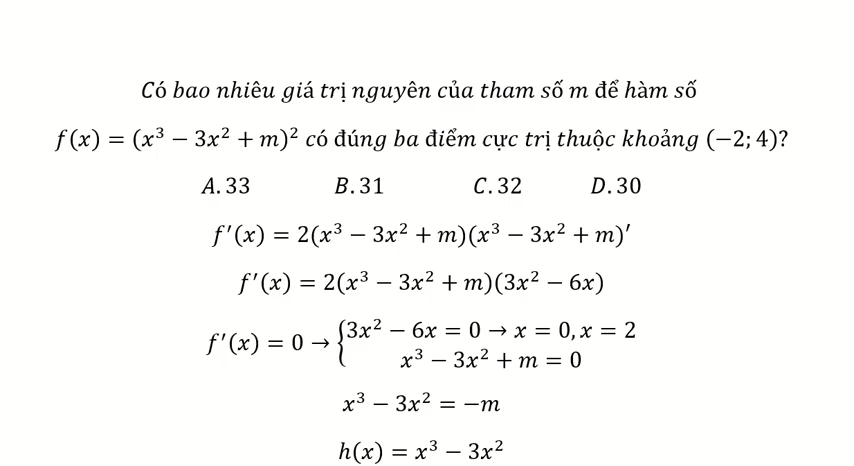 Có bao nhiêu giá trị nguyên của tham số m để hàm số
f(x) = (x³ − 3x² + m)² có đúng ba điểm cực trị thuộc khoảng (−2; 4)?
A. 33 B. 31 C. 32 D. 30
f′(x) = 2(x³ − 3x² + m)(x³ − 3x² + m)′
f′(x) = 2(x³ − 3x² + m)(3x² − 6x)
f′(x) = 0 → { 3x² − 6x = 0 → x = 0, x = 2
x³ − 3x² + m = 0
x³ − 3x² = −m
h(x) = x³ − 3x²